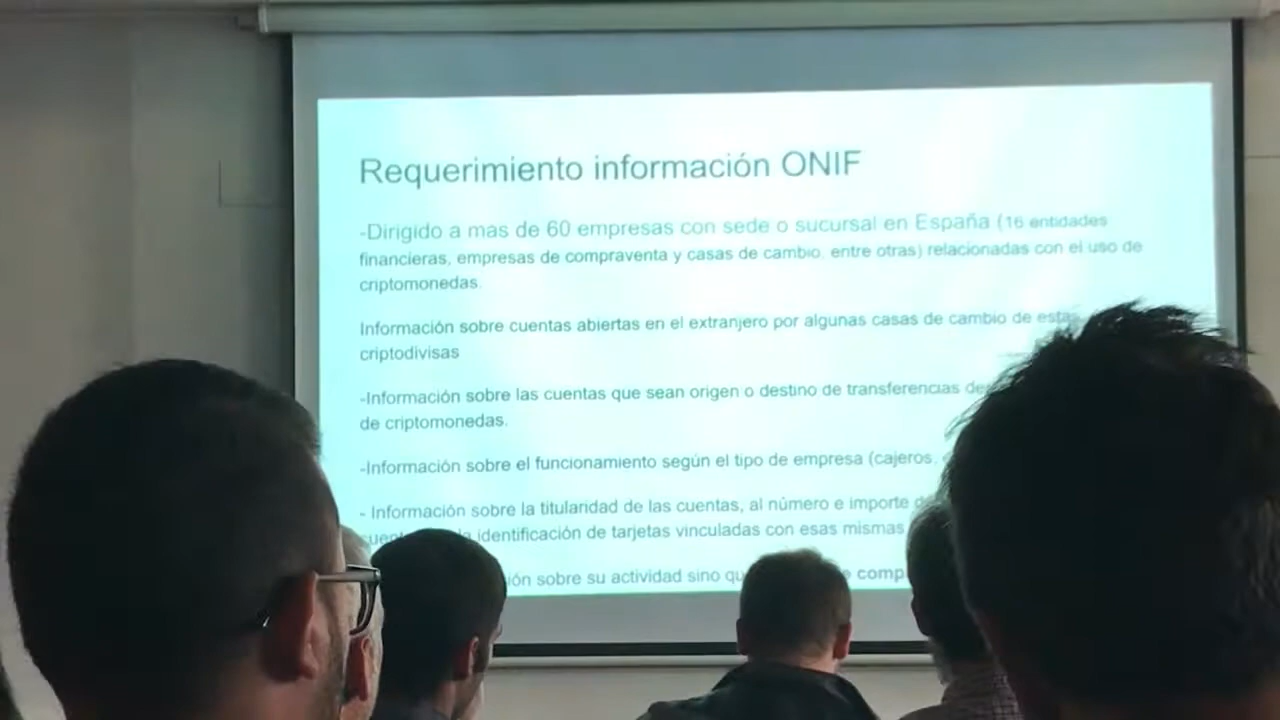 Requerimiento información ONIF
-Dirigido a mas de 60 empresas con sede o sucursal en España (16 entidades
financieras, empresas de compraventa y casas de cambio, entre otras) relacionadas con el uso de
criptomonedas.
Información sobre cuentas abiertas en el extranjero por algunas casas de cambio de estas
criptodivisas
-Información sobre las cuentas que sean origen o destino de transferencias
de criptomonedas.
-Información sobre el funcionamiento según el tipo de empresa (cajeros,
- Información sobre la titularidad de las cuentas, al número e importe
identificación de tarjetas vinculadas con esas mismas
sobre su actividad sino